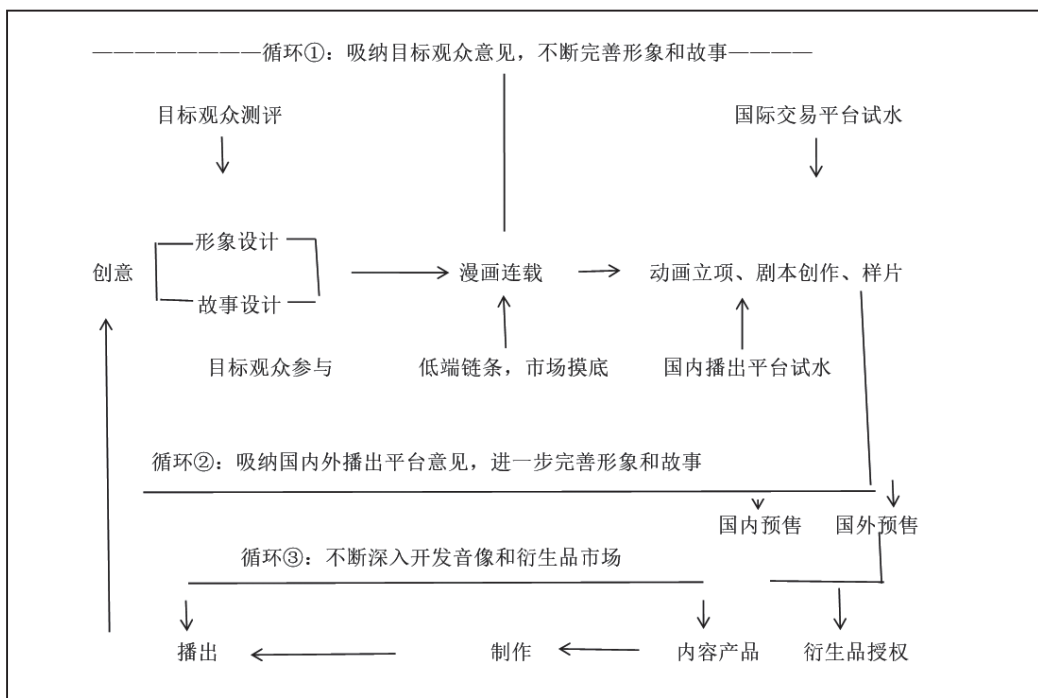 ————————循环①：吸纳目标观众意见，不断完善形象和故事————
目标观众测评
国际交易平台试水
形象设计
创意
漫画连载
动画立项、剧本创作、样片
故事设计
目标观众参与
低端链条，市场摸底
国内播出平台试水
循环②：吸纳国内外播出平台意见，进一步完善形象和故事
国内预售
国外预售
循环③：不断深入开发音像和衍生品市场
播出
制作
内容产品
衍生品授权